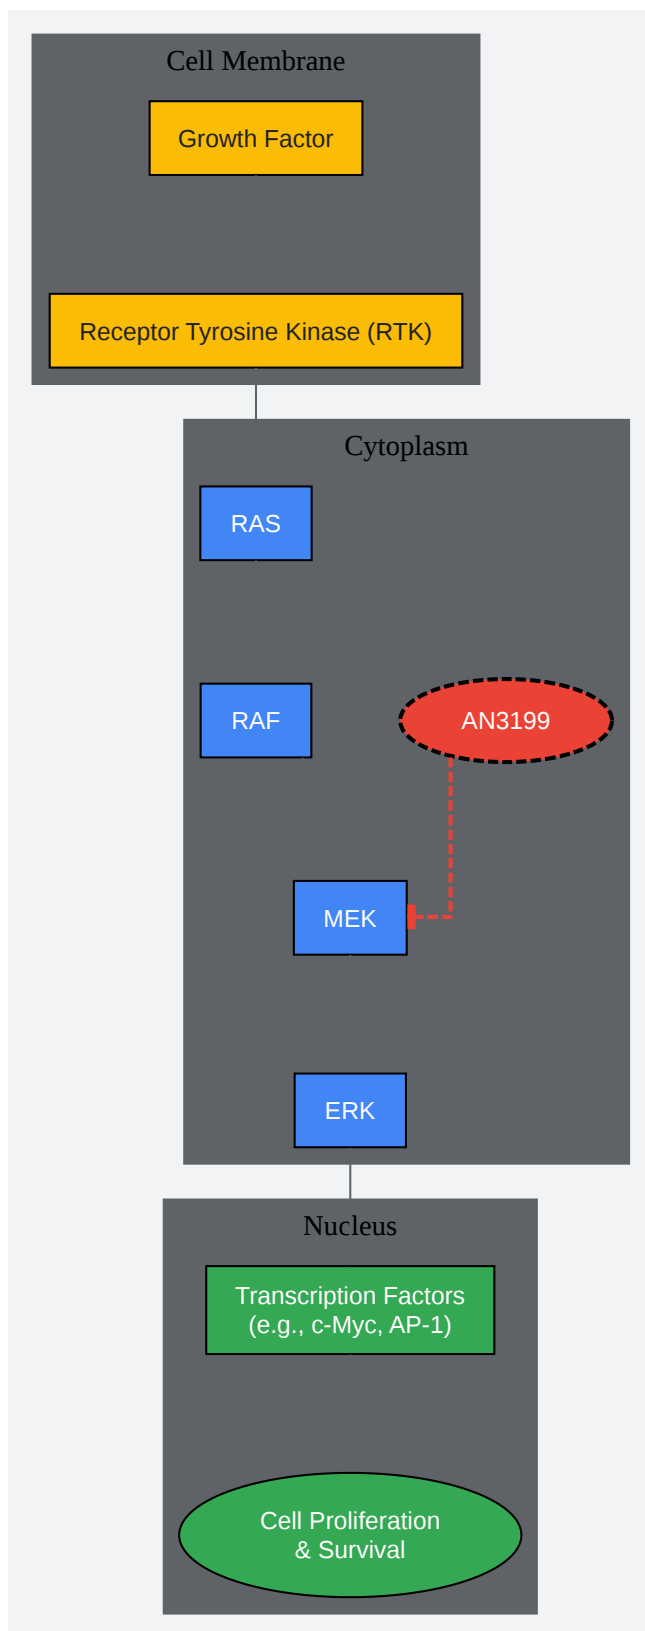 Cell Membrane
Growth Factor
Receptor Tyrosine Kinase (RTK)
Cytoplasm
RAS
RAF
AN3199
MEK
ERK
Nucleus
Transcription Factors
(e.g., c-Myc, AP-1)
Cell Proliferation
& Survival